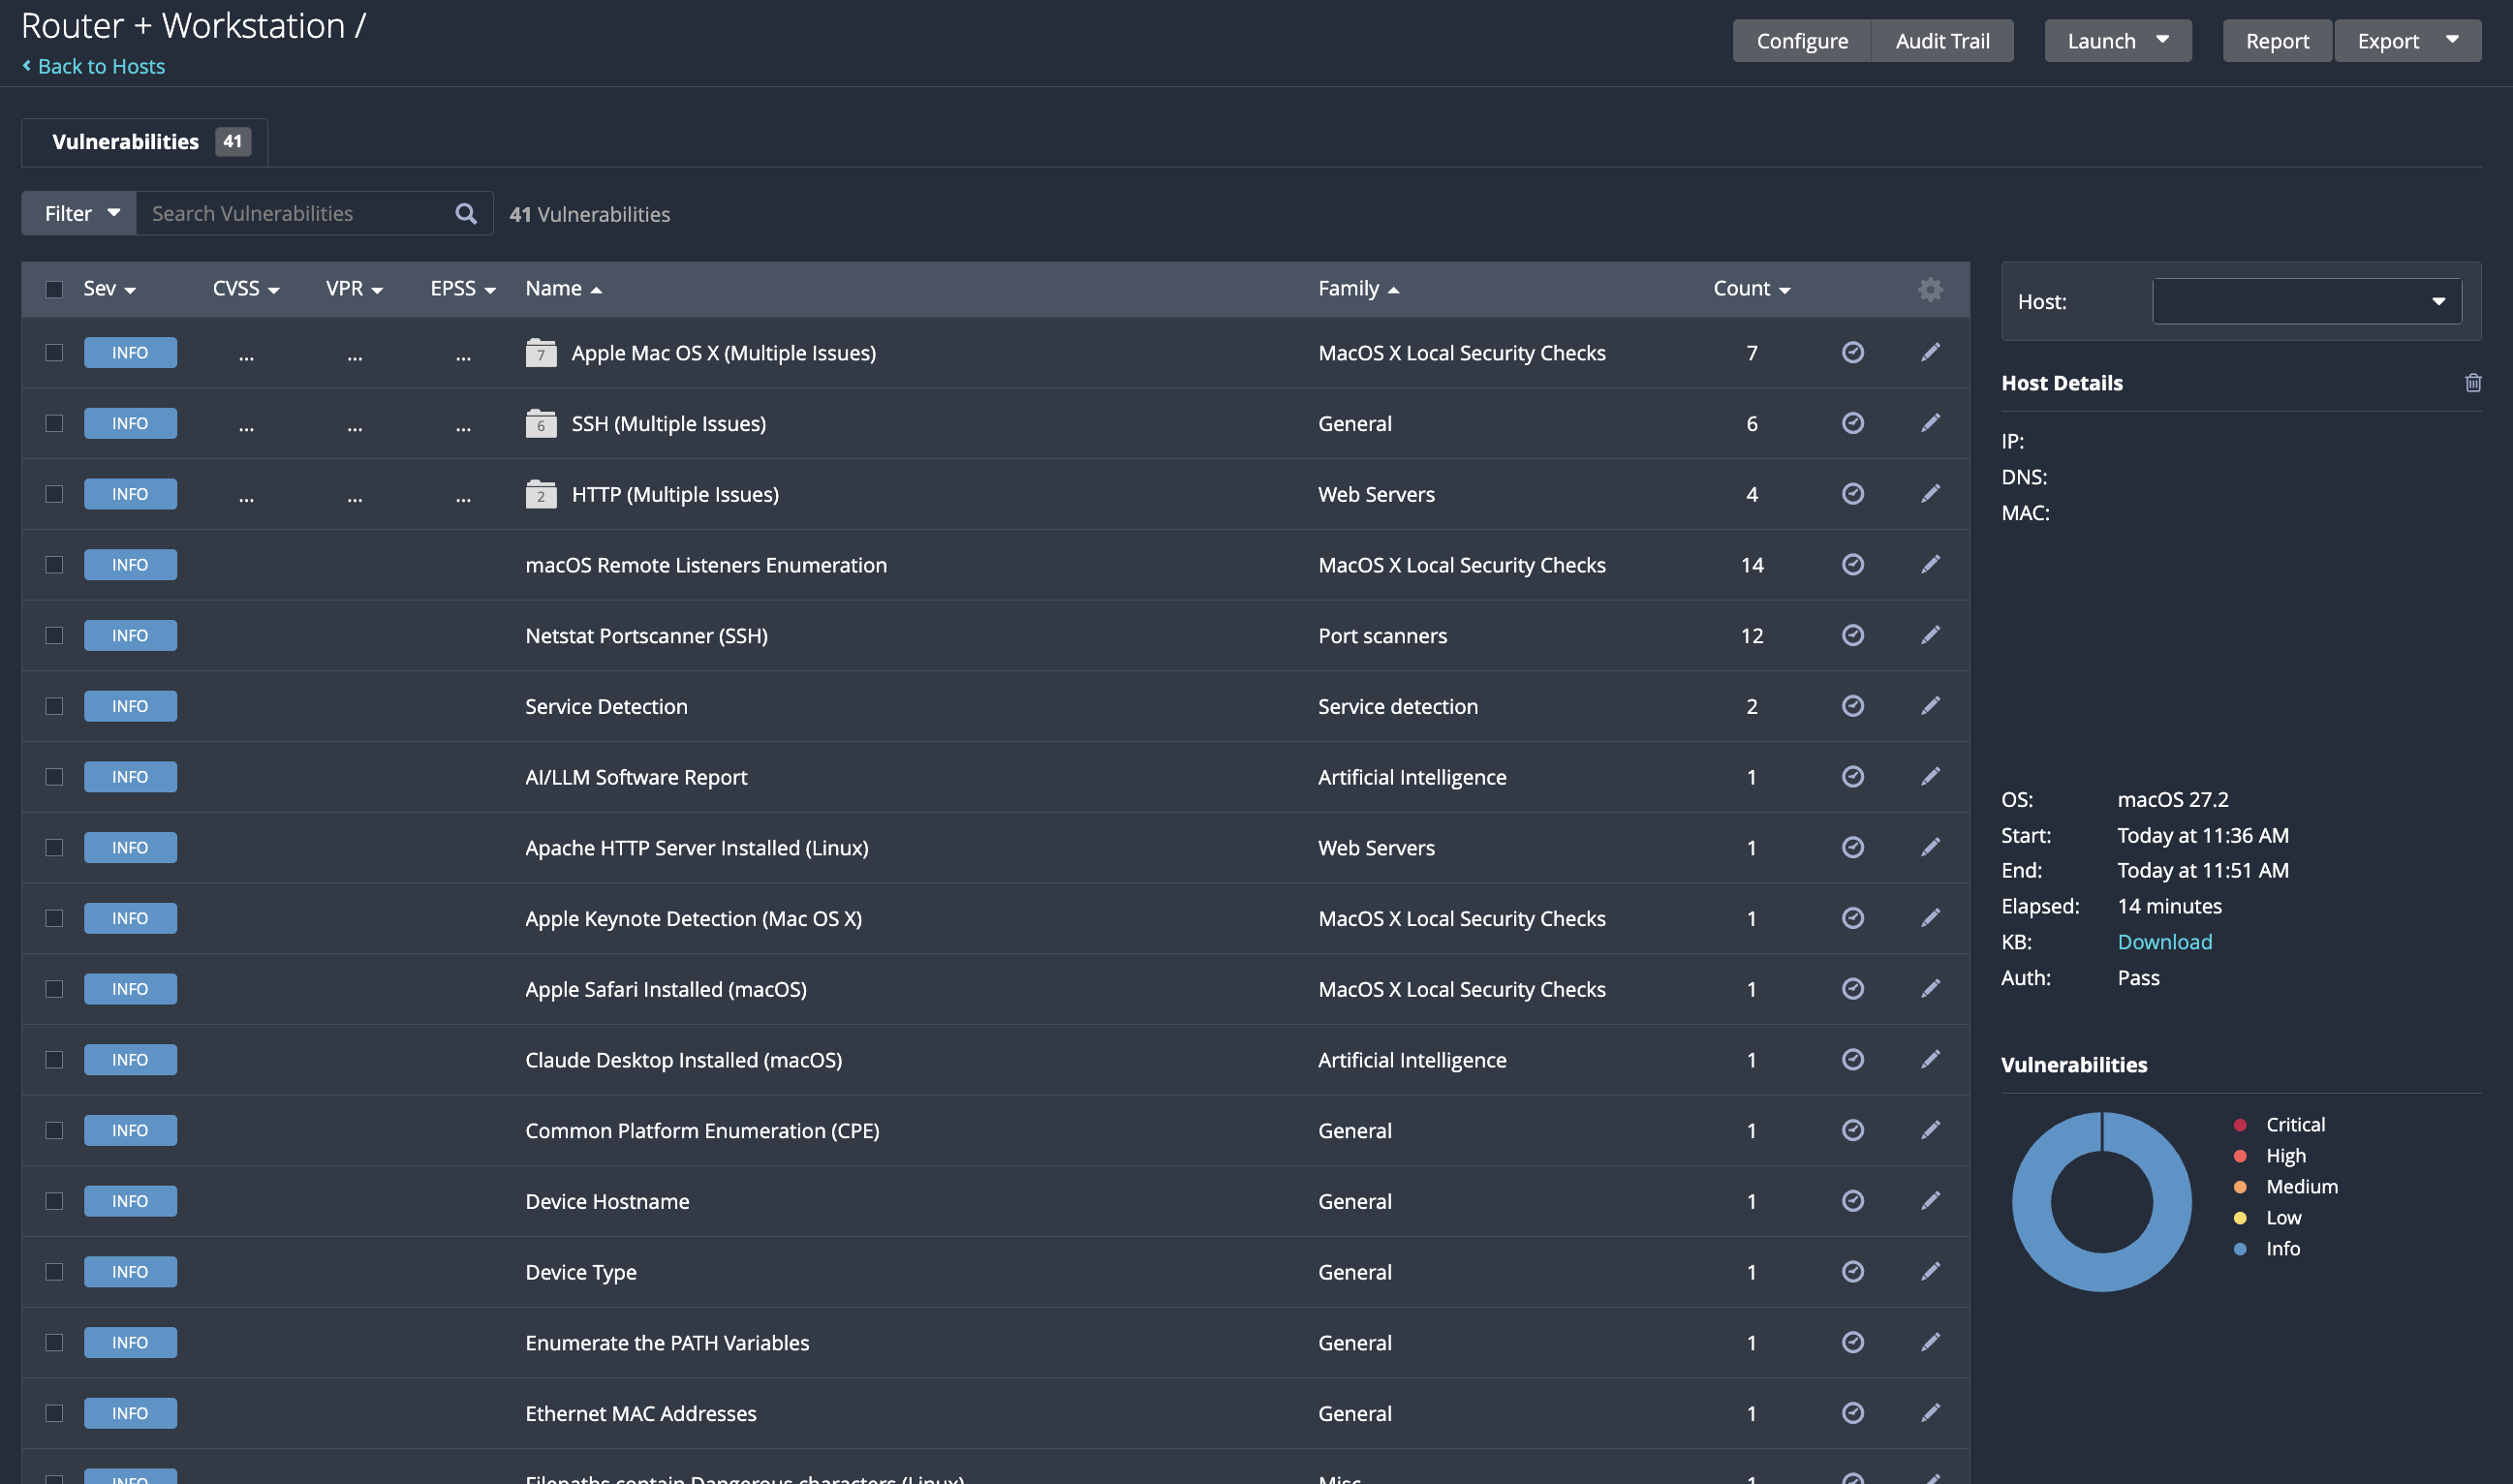 Router + Workstation /
Back to Hosts
Configure Audit Trail Launch Report Export
Vulnerabilities 41
Filter Search Vulnerabilities 41 Vulnerabilities
Sev CVSS VPR EPSS Name Family Count
INFO ... ... ... 7 Apple Mac OS X (Multiple Issues) MacOS X Local Security Checks 7
INFO ... ... ... 6 SSH (Multiple Issues) General 6
INFO ... ... ... 2 HTTP (Multiple Issues) Web Servers 4
INFO macOS Remote Listeners Enumeration MacOS X Local Security Checks 14
INFO Netstat Portscanner (SSH) Port scanners 12
INFO Service Detection Service detection 2
INFO AI/LLM Software Report Artificial Intelligence 1
INFO Apache HTTP Server Installed (Linux) Web Servers 1
INFO Apple Keynote Detection (Mac OS X) MacOS X Local Security Checks 1
INFO Apple Safari Installed (macOS) MacOS X Local Security Checks 1
INFO Claude Desktop Installed (macOS) Artificial Intelligence 1
INFO Common Platform Enumeration (CPE) General 1
INFO Device Hostname General 1
INFO Device Type General 1
INFO Enumerate the PATH Variables General 1
INFO Ethernet MAC Addresses General 1
INFO Filepaths contain Dangerous characters (Linux) Misc. 1
Host:
Host Details
IP:
DNS:
MAC:
OS: macOS 27.2
Start: Today at 11:36 AM
End: Today at 11:51 AM
Elapsed: 14 minutes
KB: Download
Auth: Pass
Vulnerabilities
Critical
High
Medium
Low
Info